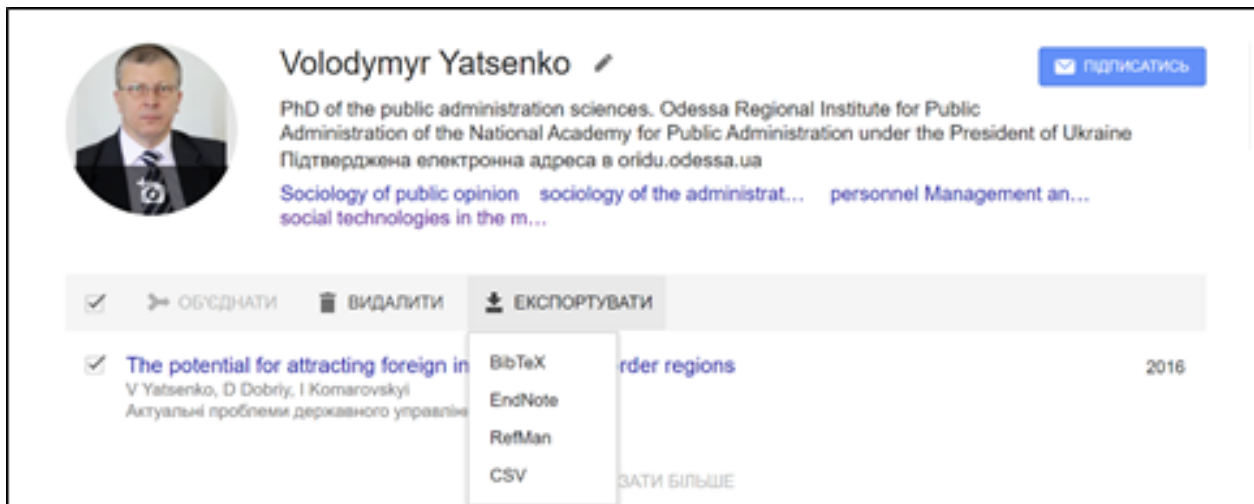 Volodymyr Yatsenko
ПІДПИСАТИСЬ
PhD of the public administration sciences. Odessa Regional Institute for Public
Administration of the National Academy for Public Administration under the President of Ukraine
Підтверджена електронна адреса в oridu.odessa.ua
Sociology of public opinion sociology of the administrat... personnel Management an...
social technologies in the m...
ОБ'ЄДНАТИ ВИДАЛИТИ ЕКСПОРТУВАТИ
The potential for attracting foreign in rder regions 2016
V Yatsenko, D Dobriy, I Komarovskyi
Актуальні проблеми державного управлін
BibTeX
EndNote
RefMan
CSV
ЗАТИ БІЛЬШЕ